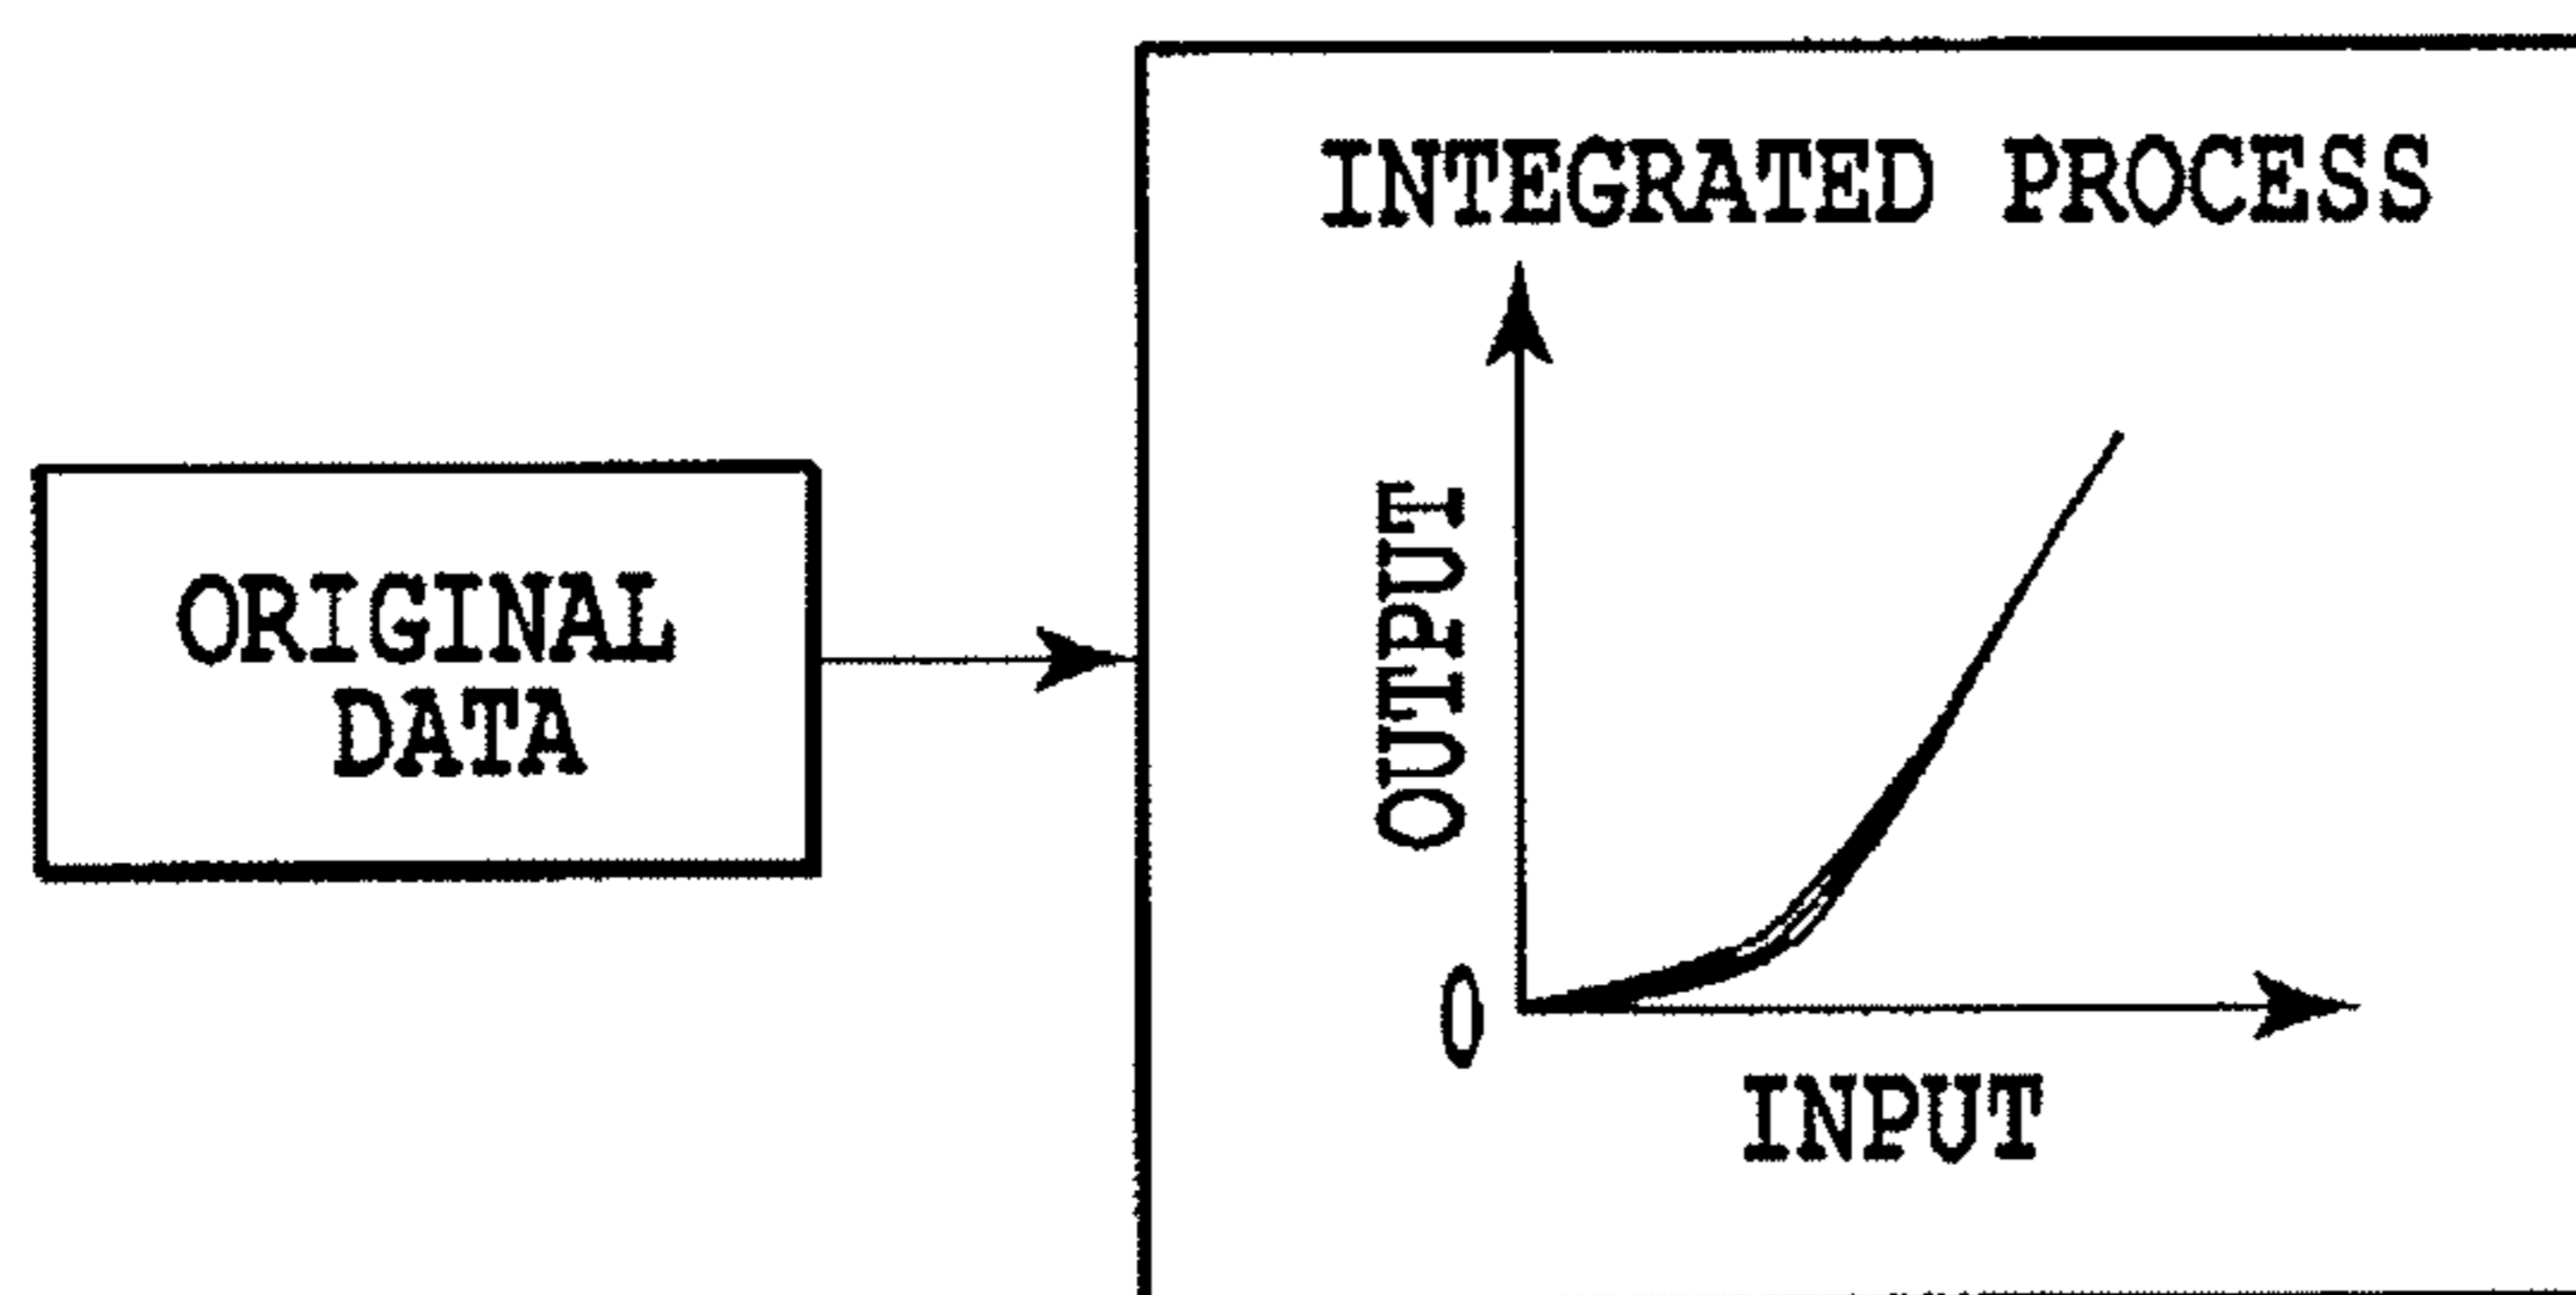 INTEGRATED PROCESS
ORIGINAL
DATA
OUTPUT
0
INPUT